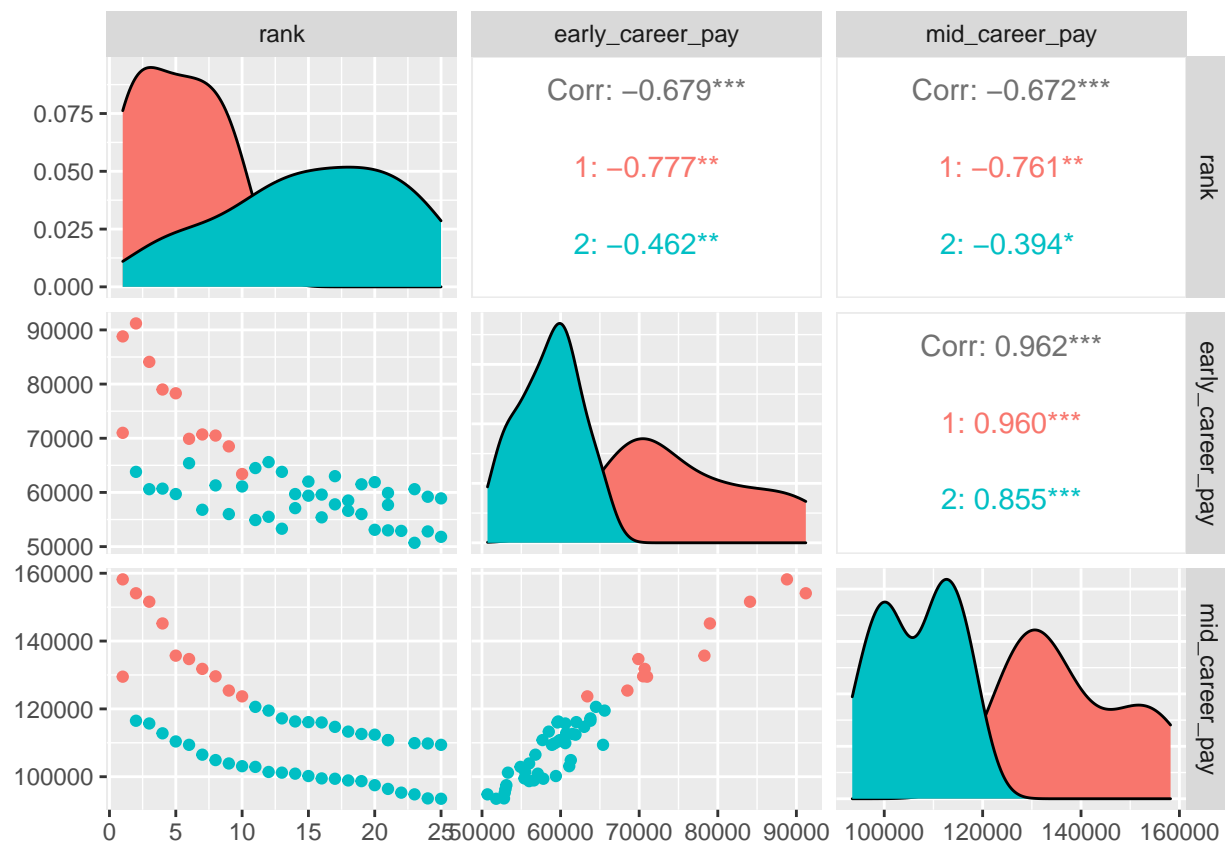 rank early_career_pay mid_career_pay
0.075
0.050
0.025
0.000
Corr: −0.679***
1: −0.777**
2: −0.462**
Corr: −0.672***
1: −0.761**
2: −0.394*
rank
90000
80000
70000
60000
50000
Corr: 0.962***
1: 0.960***
2: 0.855***
early_career_pay
160000
140000
120000
100000
mid_career_pay
0 5 10 15 20 25
50000 60000 70000 80000 90000
100000 120000 140000 160000